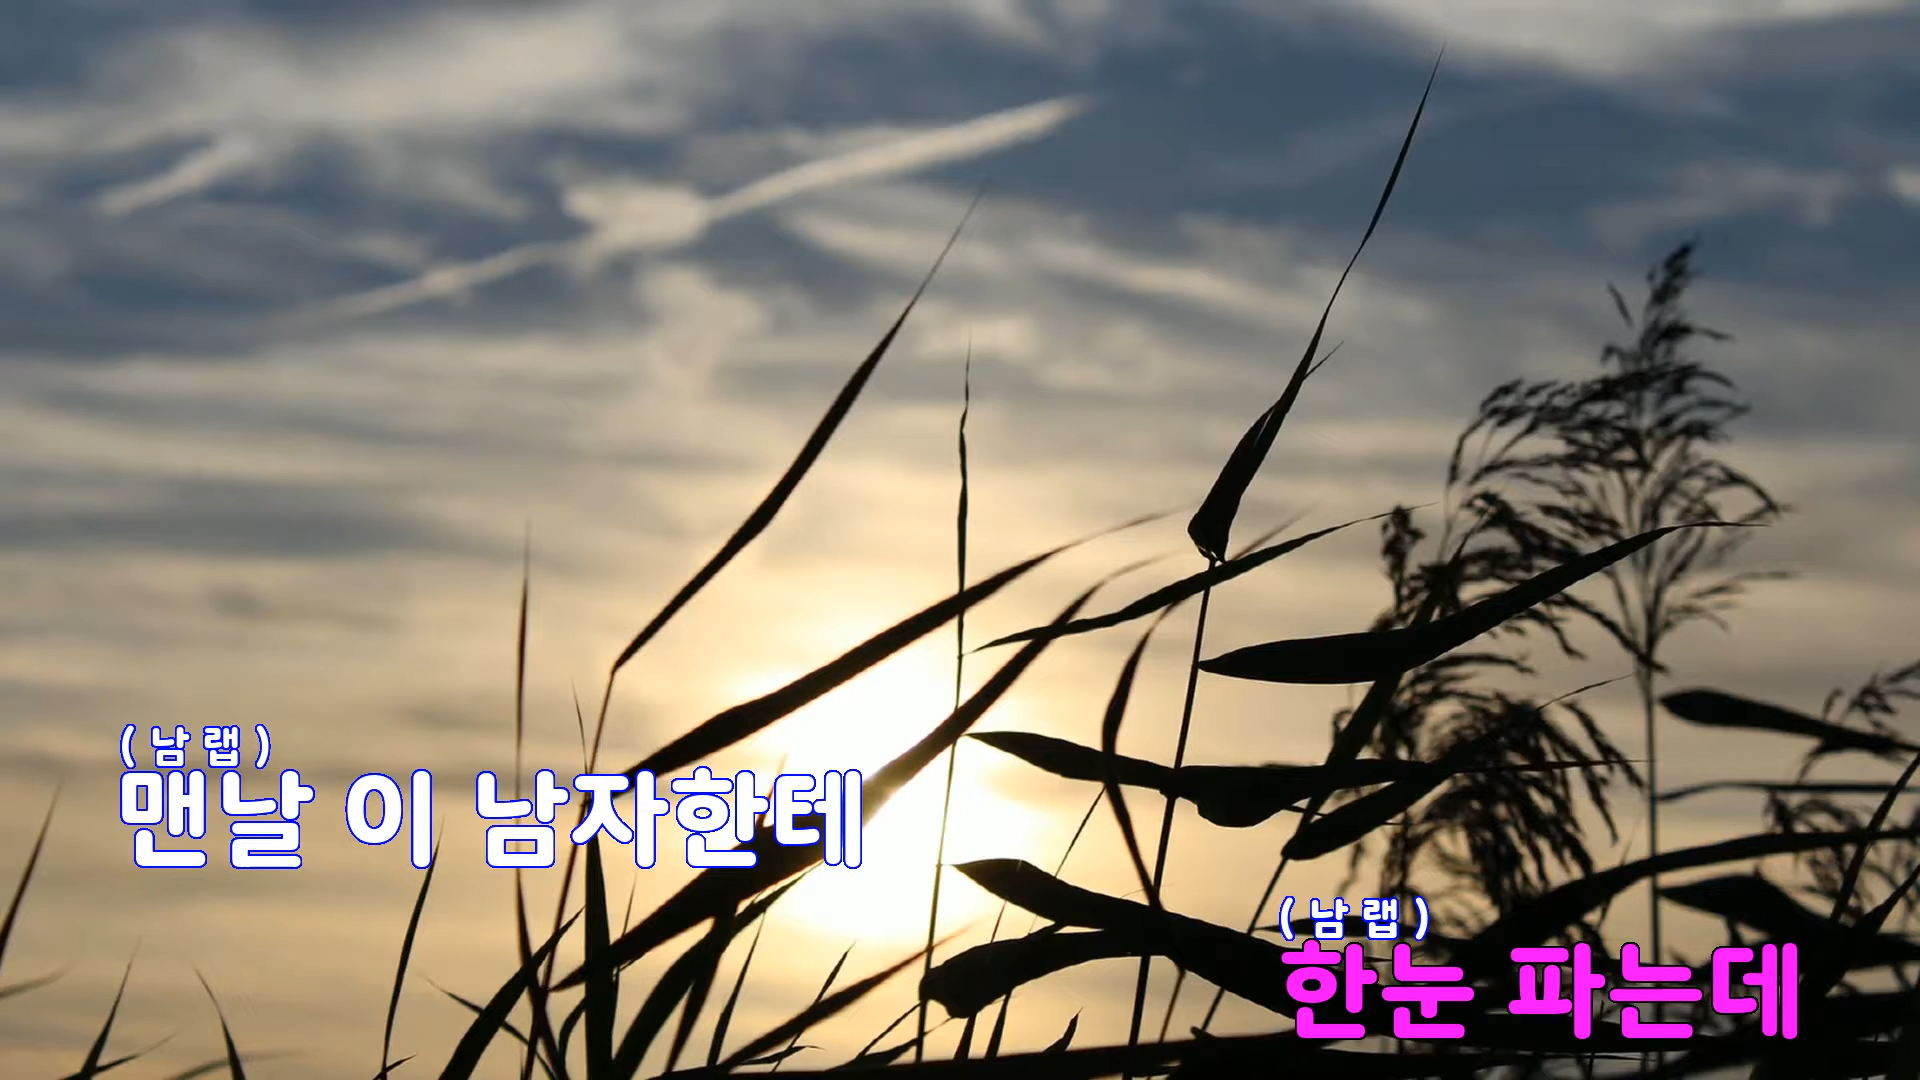 ( 남 랩 )
맨날 이 남자한테
( 남 랩 )
한눈 파는데